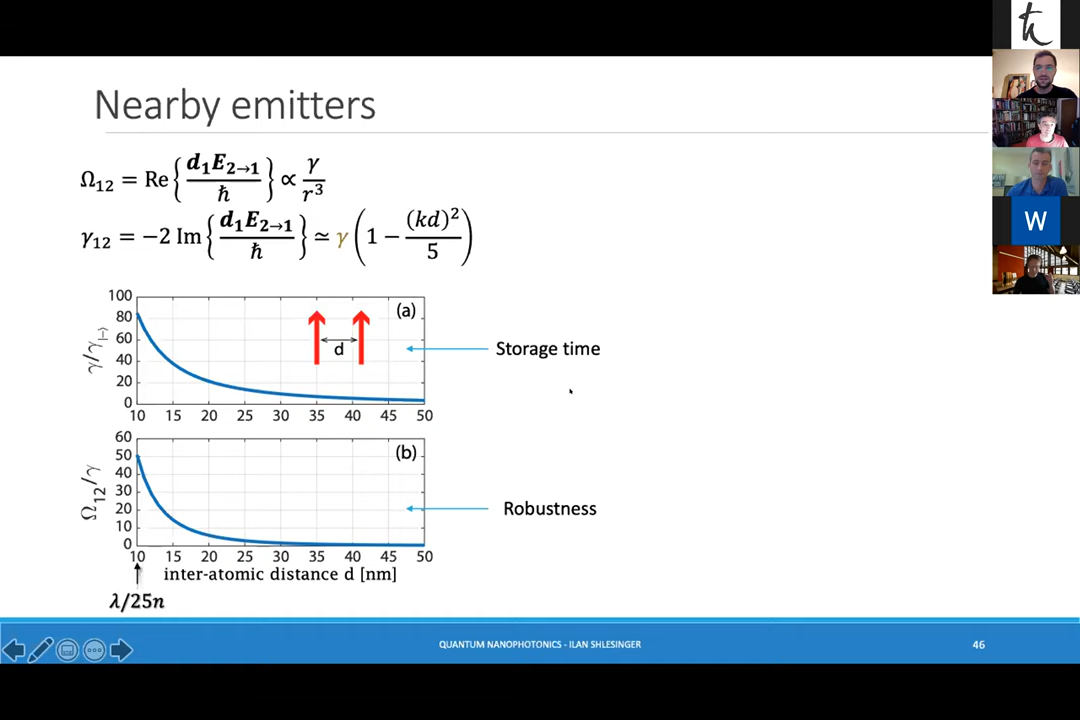 Nearby emitters
Ω₁₂ = Re{d₁E₂→₁/ħ} ∝ γ/r³
γ₁₂ = −2 Im{d₁E₂→₁/ħ} ≃ γ(1 − (kd)²/5)
100
80
60
40
20
0
γ/γ|−⟩
(a)
d
10 15 20 25 30 35 40 45 50
Storage time
60
50
40
30
20
10
0
Ω₁₂/γ
(b)
10 15 20 25 30 35 40 45 50
Robustness
inter-atomic distance d [nm]
λ/25n
QUANTUM NANOPHOTONICS - ILAN SHLESINGER
46
ħ
W